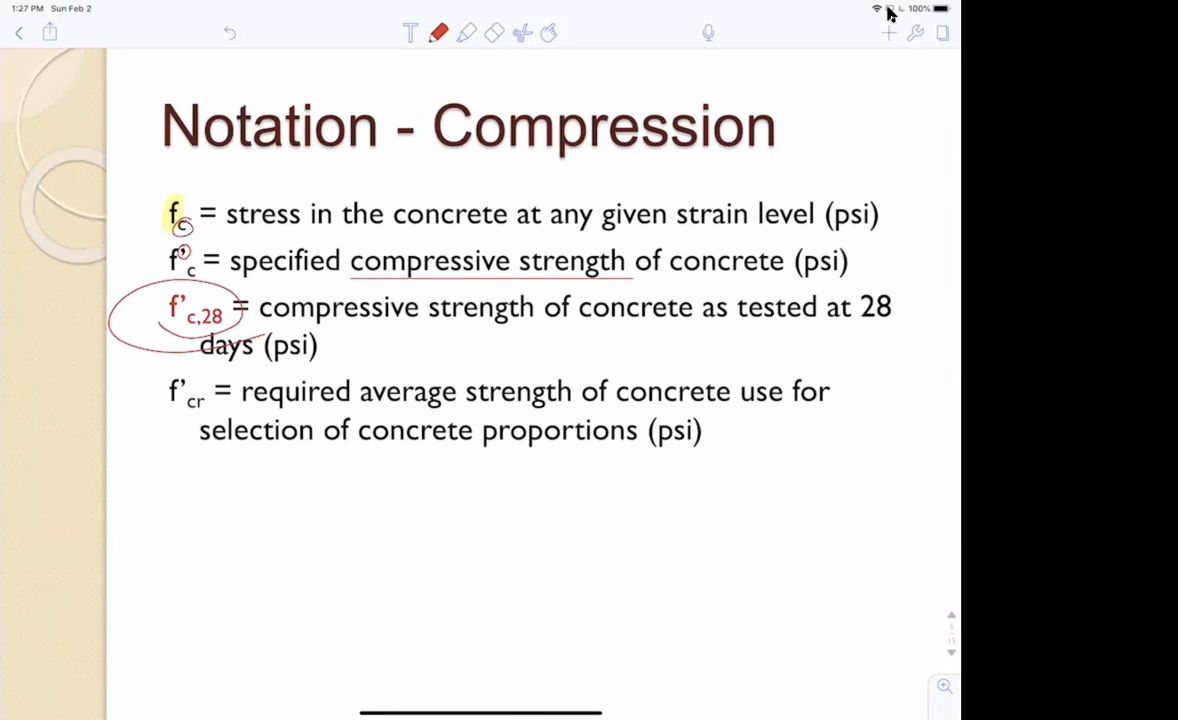 1:27 PM Sun Feb 2
100%
Notation - Compression
fc = stress in the concrete at any given strain level (psi)
f'c = specified compressive strength of concrete (psi)
f'c,28 = compressive strength of concrete as tested at 28
days (psi)
f'cr = required average strength of concrete use for
selection of concrete proportions (psi)